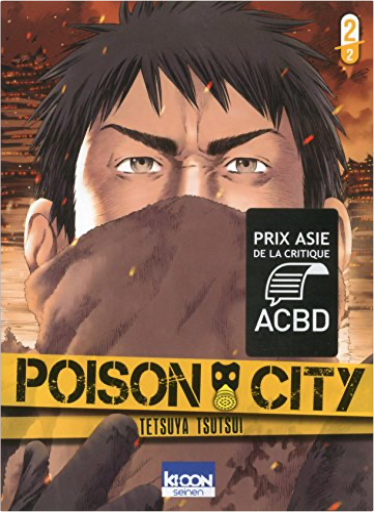 2
2
PRIX ASIE
DE LA CRITIQUE
ACBD
POISON CITY
TETSUYA TSUTSUI
KI-OON
seinen